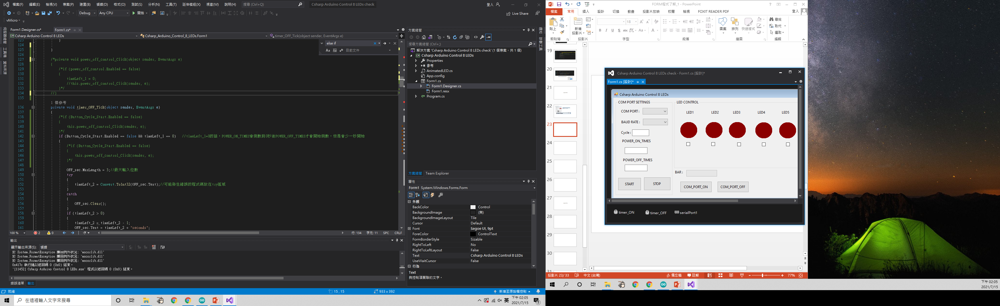 檔案(F) 編輯(E) 檢視(V) 專案(P) 建置(B) 偵錯(D) 格式(O) 測試(S) 分析(N) 工具(T) 延伸模組(X) 視窗(W) 說明(H) 搜尋 (Ctrl+Q) Csharp Arduino Control 8 LEDs check 登入
Debug Any CPU 開始 Live Share
vMicro
Form1.Designer.cs* Form1.cs*
Csharp Arduino Control 8 LEDs Csharp_Arduino_Control_8_LEDs.Form1 timer_OFF_Tick(object sender, EventArgs e)
else if
Aa Ab 目前文件
123 }
124
125 }
126
127 /*private void power_off_control_Click(object sender, EventArgs e)
128 {
129 /*if (power_off_control.Enabled == false)
130 {
131 timeLeft_1 = 0;
132 //this.power_off_control_Click(sender, e);
133 }*/
134 //}
135
1 個參考
136 private void timer_OFF_Tick(object sender, EventArgs e)
137 {
138 /*if (Button_Cycle_Start.Enabled == false)
139 {
140 this.power_off_control_Click(sender, e);
141 }*/
142 if (Button_Cycle_Start.Enabled == false && timeLeft_1 == 0) //timeLeft_1=0的話，POWER_ON_TIMES會倒數到0秒後POWER_OFF_TIMES才會開始倒數，但是會少一秒開始
143 {
144 /*if (Button_Cycle_Start.Enabled == false)
145 {
146 this.power_off_control_Click(sender, e);
147 }*/
148
149 OFF_sec.MaxLength = 3;//最大輸入位數
150 try
151 {
152 timeLeft_2 = Convert.ToInt32(OFF_sec.Text);//可能發生錯誤的程式碼放在try區域
153 }
154 catch
155 {
156 OFF_sec.Clear();
157 }
158 if (timeLeft_2 > 0)
159 {
160 timeLeft_2 = timeLeft_2 - 1;
161 OFF_sec.Text = timeLeft_2 + "seconds";
100 % 2 0 行: 134 字元: 11 SPC CRLF
輸出
顯示輸出來源(S): 偵錯
於 System.FormatException 擲回例外狀況: 'mscorlib.dll'
於 System.FormatException 擲回例外狀況: 'mscorlib.dll'
於 System.FormatException 擲回例外狀況: 'mscorlib.dll'
0x417c 執行緒以返回碼 0 (0x0) 結束。
'[11452] Csharp Arduino Control 8 LEDs.exe' 程式以返回碼 0 (0x0) 結束。
錯誤清單 輸出
就緒 15 , 15 933 x 392 新增至原始檔控制
方案總管
搜尋方案總管 (Ctrl+;)
解決方案 'Csharp Arduino Control 8 LEDs check' (1 個專案，共 1 個)
Csharp Arduino Control 8 LEDs
Properties
參考
AnimatedLED.cs
App.config
Form1.cs
Form1.Designer.cs
Form1.resx
Program.cs
方案總管 Team Explorer
屬性
Form1 System.Windows.Forms.Form
外觀
BackColor Control
BackgroundImage (無)
BackgroundImageLayout Tile
Cursor Default
Font Segoe UI, 9pt
ForeColor ControlText
FormBorderStyle Sizable
RightToLeft No
RightToLeftLayout False
Text Csharp Arduino Control 8 LEDs
UseWaitCursor False
行為
Text
與控制項關聯的文字。
在這裡輸入文字來搜尋
英 下午 02:05
2021/7/15
3
FORM程式了解_1 - PowerPoint
檔案 常用 插入 設計 切換 動畫 投影片放映 校閱 檢視 FOXIT READER PDF 登入
貼上 新增 投影片 18 圖案 排列 快速樣式 尋找 取代 選取
剪貼簿 投影片 字型 段落 繪圖 編輯
19
20
21
22
23
24
25
26
27
28
29
30
31
Csharp Arduino Control 8 LEDs check - Form1.cs [設計]*
Form1.cs [設計]*
Csharp Arduino Control 8 LEDs
COM PORT SETTINGS LED CONTROL
COM PORT : LED1 LED2 LED3 LED4 LED5
BAUD RATE :
Cycle :
POWER_ON_TIMES
POWER_OFF_TIMES
BAR :
START STOP COM_PORT_ON COM_PORT_OFF
timer_ON timer_OFF serialPort1
投影片 23/ 33 中文 (台灣) 備忘稿 註解 77%
下午 02:05
2021/7/15